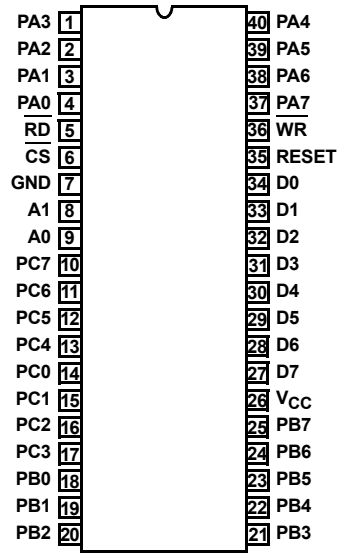 PA3 1 40 PA4
PA2 2 39 PA5
PA1 3 38 PA6
PA0 4 37 PA7
R̅D̅ 5 36 W̅R̅
C̅S̅ 6 35 RESET
GND 7 34 D0
A1 8 33 D1
A0 9 32 D2
PC7 10 31 D3
PC6 11 30 D4
PC5 12 29 D5
PC4 13 28 D6
PC0 14 27 D7
PC1 15 26 VCC
PC2 16 25 PB7
PC3 17 24 PB6
PB0 18 23 PB5
PB1 19 22 PB4
PB2 20 21 PB3